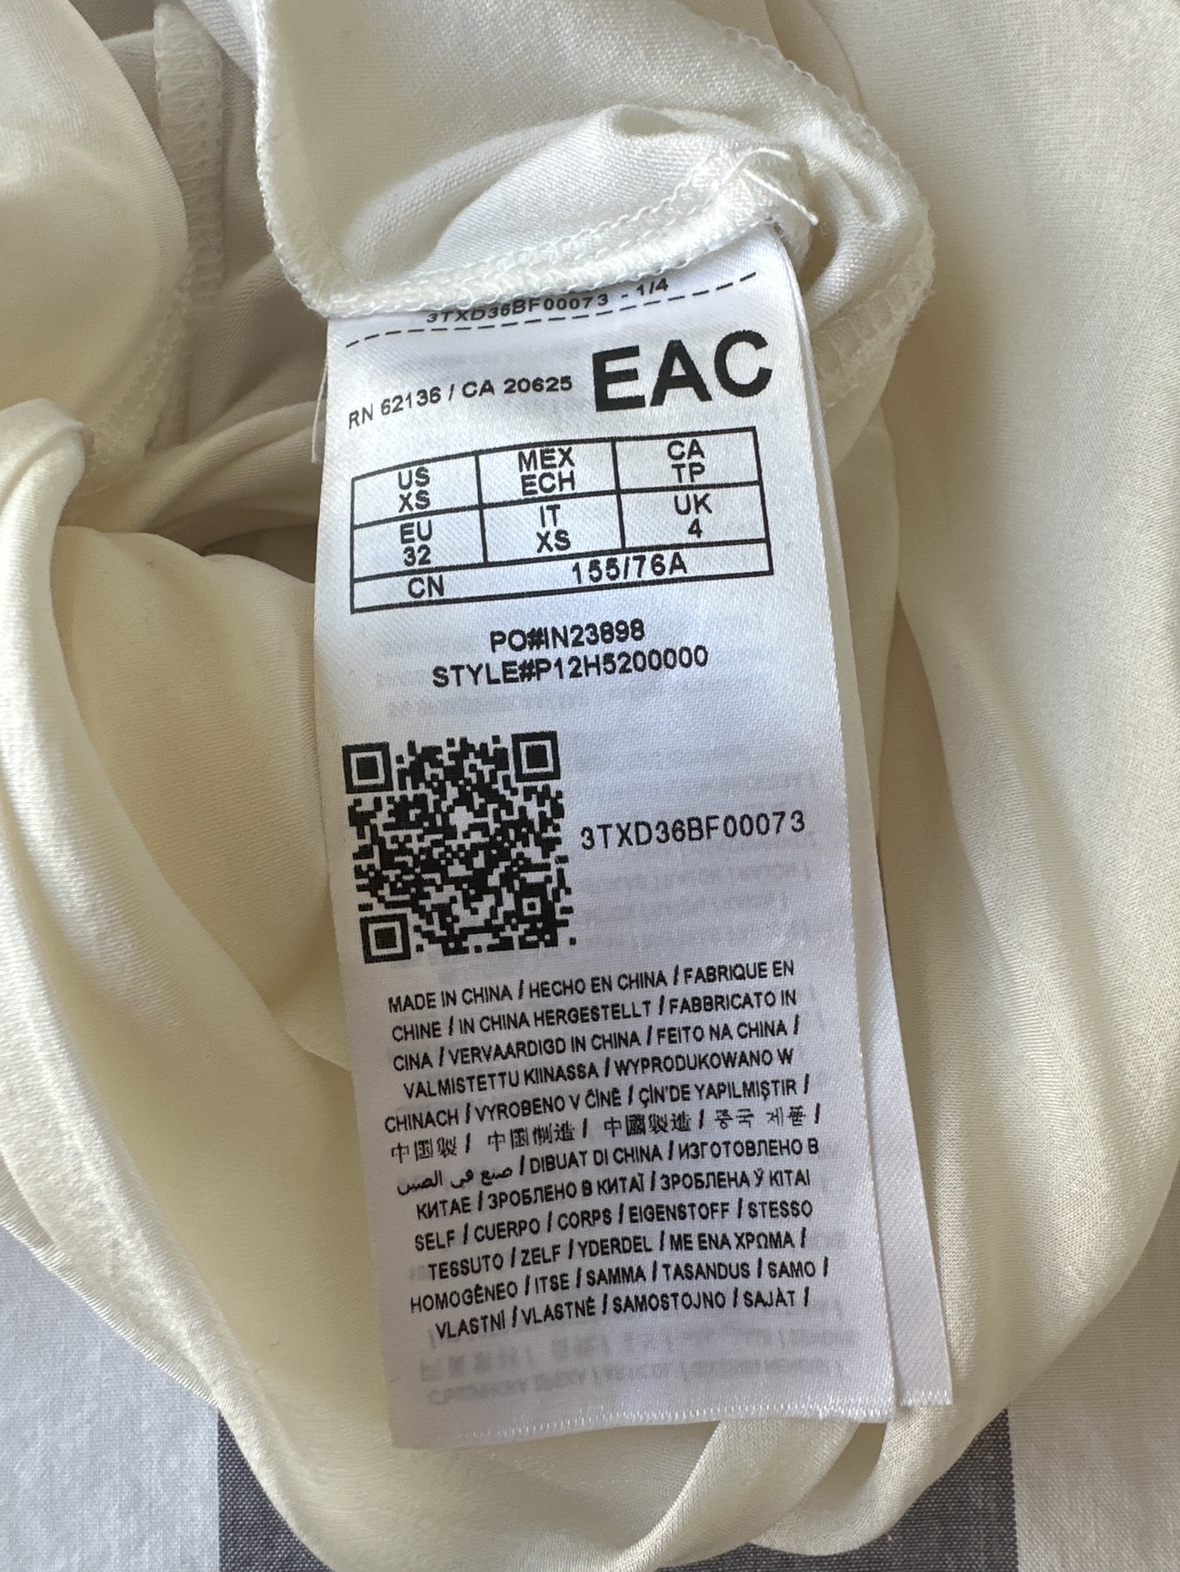 3TXD36BF00073 - 1/4
RN 62136 / CA 20625 EAC
US XS MEX ECH CA TP
EU 32 IT XS UK 4
CN 155/76A
PO#IN23898
STYLE#P12H5200000
3TXD36BF00073
MADE IN CHINA / HECHO EN CHINA / FABRIQUE EN
CHINE / IN CHINA HERGESTELLT / FABBRICATO IN
CINA / VERVAARDIGD IN CHINA / FEITO NA CHINA /
VALMISTETTU KIINASSA / WYPRODUKOWANO W
CHINACH / VYROBENO V ČÍNĚ / ÇİN'DE YAPILMIŞTIR /
中国製 / 中国制造 / 中國製造 / 중국 제품 /
صنع في الصين / DIBUAT DI CHINA / ИЗГОТОВЛЕНО В
КИТАЕ / ЗРОБЛЕНО В КИТАЇ / ЗРОБЛЕНА Ў КІТАІ
SELF / CUERPO / CORPS / EIGENSTOFF / STESSO
TESSUTO / ZELF / YDERDEL / ME ENA ΧΡΩΜΑ /
HOMOGÊNEO / ITSE / SAMMA / TASANDUS / SAMO /
VLASTNÍ / VLASTNÉ / SAMOSTOJNO / SAJÁT /